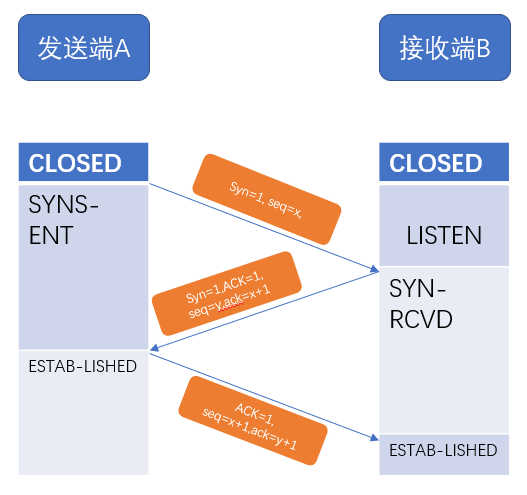 发送端A
接收端B
CLOSED
CLOSED
SYNS-
ENT
Syn=1, seq=x,
LISTEN
Syn=1,ACK=1,
seq=y,ack=x+1
SYN-
RCVD
ESTAB-LISHED
ACK=1,
seq=x+1,ack=y+1
ESTAB-LISHED